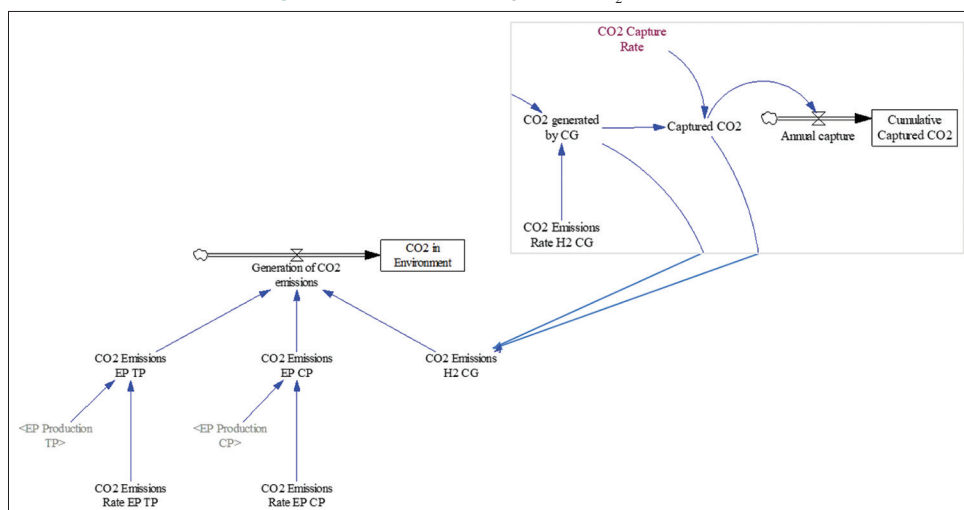 2
CO2 Capture
Rate
CO2 generated
by CG
Captured CO2
Annual capture
Cumulative
Captured CO2
CO2 Emissions
Rate H2 CG
CO2 in
Environment
Generation of CO2
emissions
CO2 Emissions
EP TP
CO2 Emissions
EP CP
CO2 Emissions
H2 CG
<EP Production
TP>
<EP Production
CP>
CO2 Emissions
Rate EP TP
CO2 Emissions
Rate EP CP